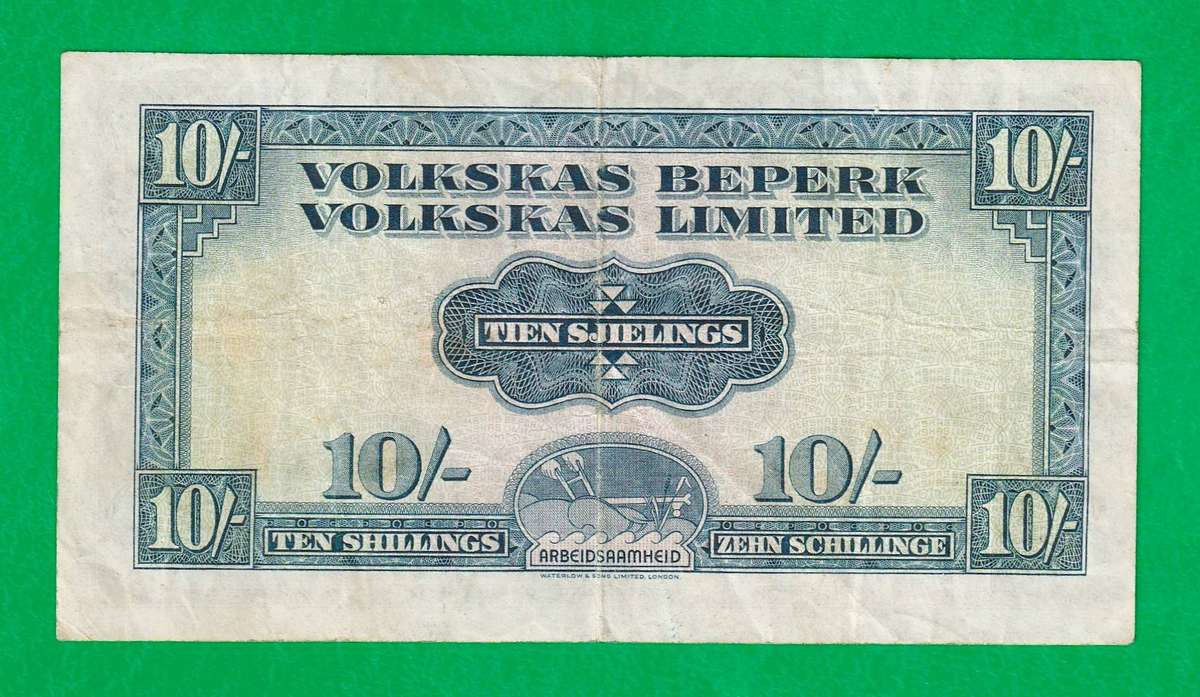 10/- 10/-
VOLKSKAS BEPERK
VOLKSKAS LIMITED
TIEN SJIELINGS
10/- 10/-
10/- 10/-
TEN SHILLINGS ARBEIDSAAMHEID ZEHN SCHILLINGE
WATERLOW & SONS LIMITED, LONDON.